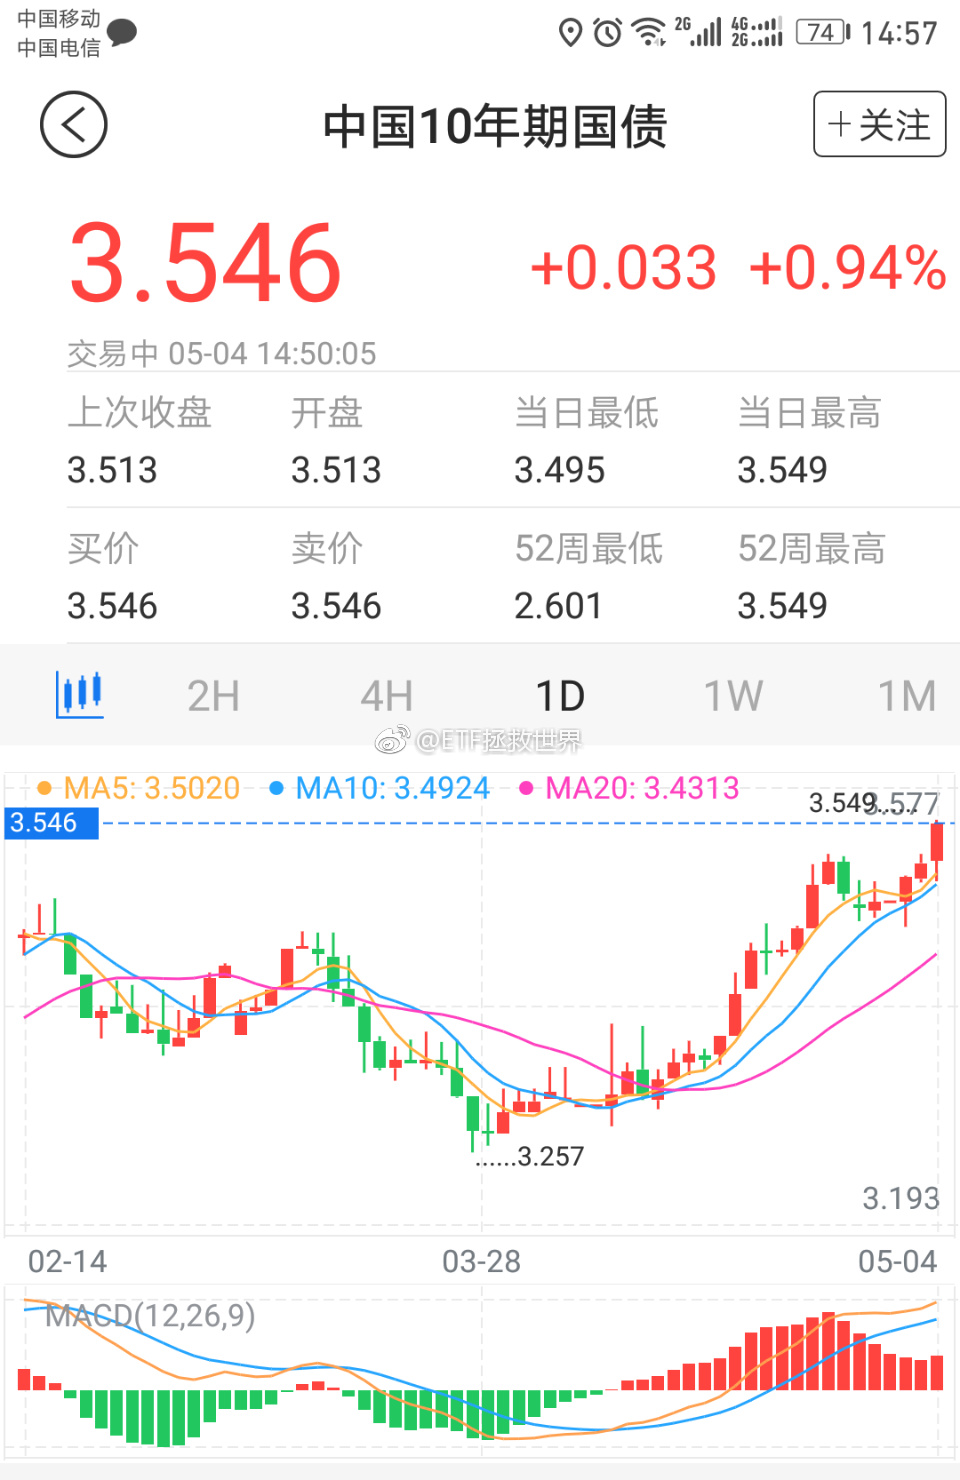 中国移动
中国电信
2G 4G 2G 74 14:57
中国10年期国债
+关注
3.546 +0.033 +0.94%
交易中 05-04 14:50:05
上次收盘 开盘 当日最低 当日最高
3.513 3.513 3.495 3.549
买价 卖价 52周最低 52周最高
3.546 3.546 2.601 3.549
2H 4H 1D 1W 1M
@ETF拯救世界
MA5: 3.5020 MA10: 3.4924 MA20: 3.4313
3.549...... 3.577
3.546
......3.257
3.193
02-14 03-28 05-04
MACD(12,26,9)